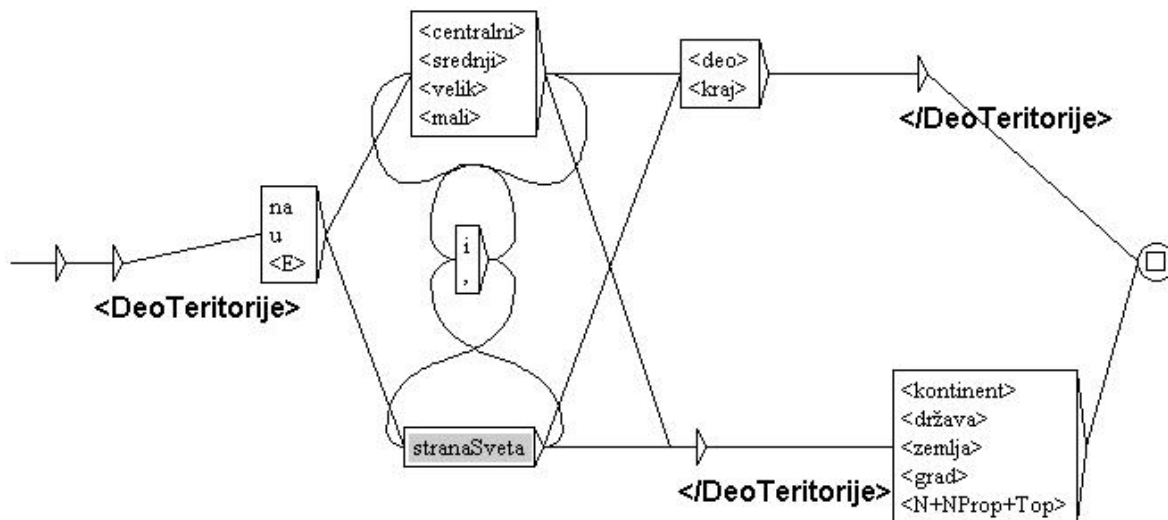 <centralni>
<srednji>
<velik>
<mali>
<deo>
<kraj>
</DeoTeritorije>
na
u
<E>
<DeoTeritorije>
i
,
stranaSveta
</DeoTeritorije>
<kontinent>
<država>
<zemlja>
<grad>
<N+NProp+Top>